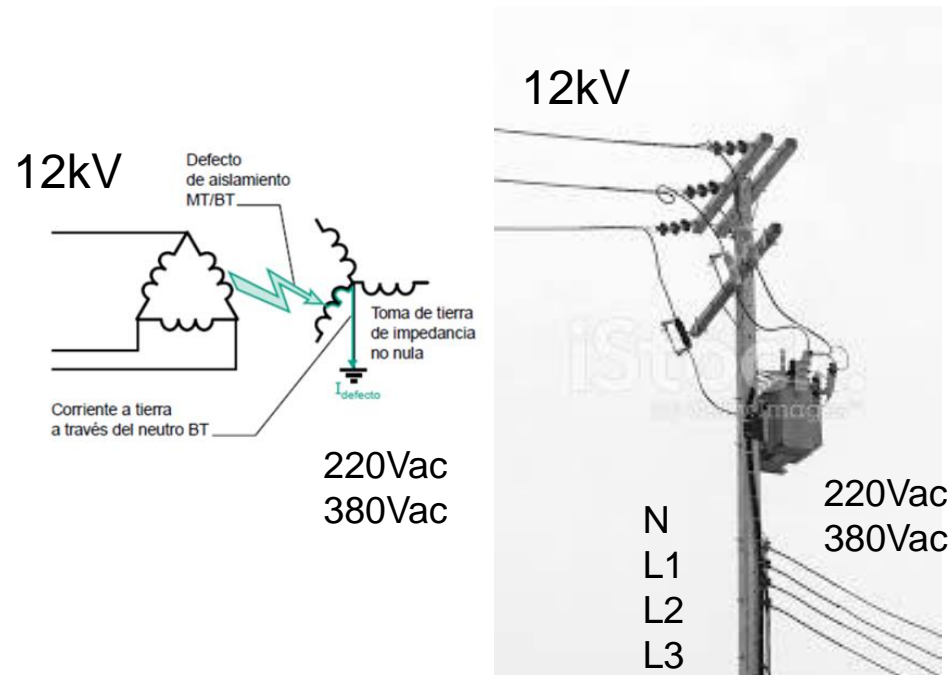 12kV
Defecto
de aislamiento
MT/BT
Toma de tierra
de impedancia
no nula
Idefecto
Corriente a tierra
a través del neutro BT
220Vac
380Vac
12kV
iStock
220Vac
380Vac
N
L1
L2
L3